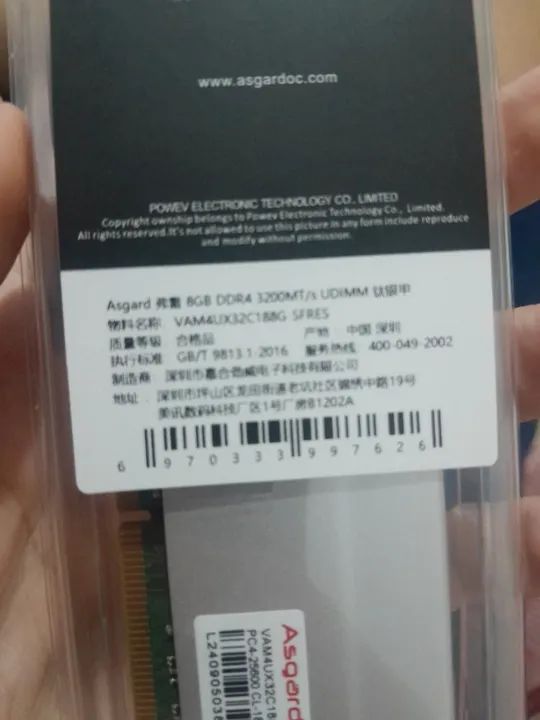 www.asgardoc.com
POWEV ELECTRONIC TECHNOLOGY CO., LIMITED
Copyright ownership belongs to Powev Electronic Technology Co., Limited.
All rights reserved.It's not allowed to use this picture in any form include reproduce
and modify without permission.
Asgard 弗雷 8GB DDR4 3200MT/s UDIMM 钛银甲
物料名称: VAM4UX32C188G SFRES
质量等级 合格品 产地: 中国·深圳
执行标准 GB/T 9813.1-2016 服务热线: 400-049-2002
制造商: 深圳市嘉合劲威电子科技有限公司
地址: 深圳市坪山区龙田街道老坑社区锦绣中路19号
美讯数码科技厂区1号厂房B1202A
6 970333 997626
Asgard
VAM4UX32C18
PC4-25600 CL-1
L240905038